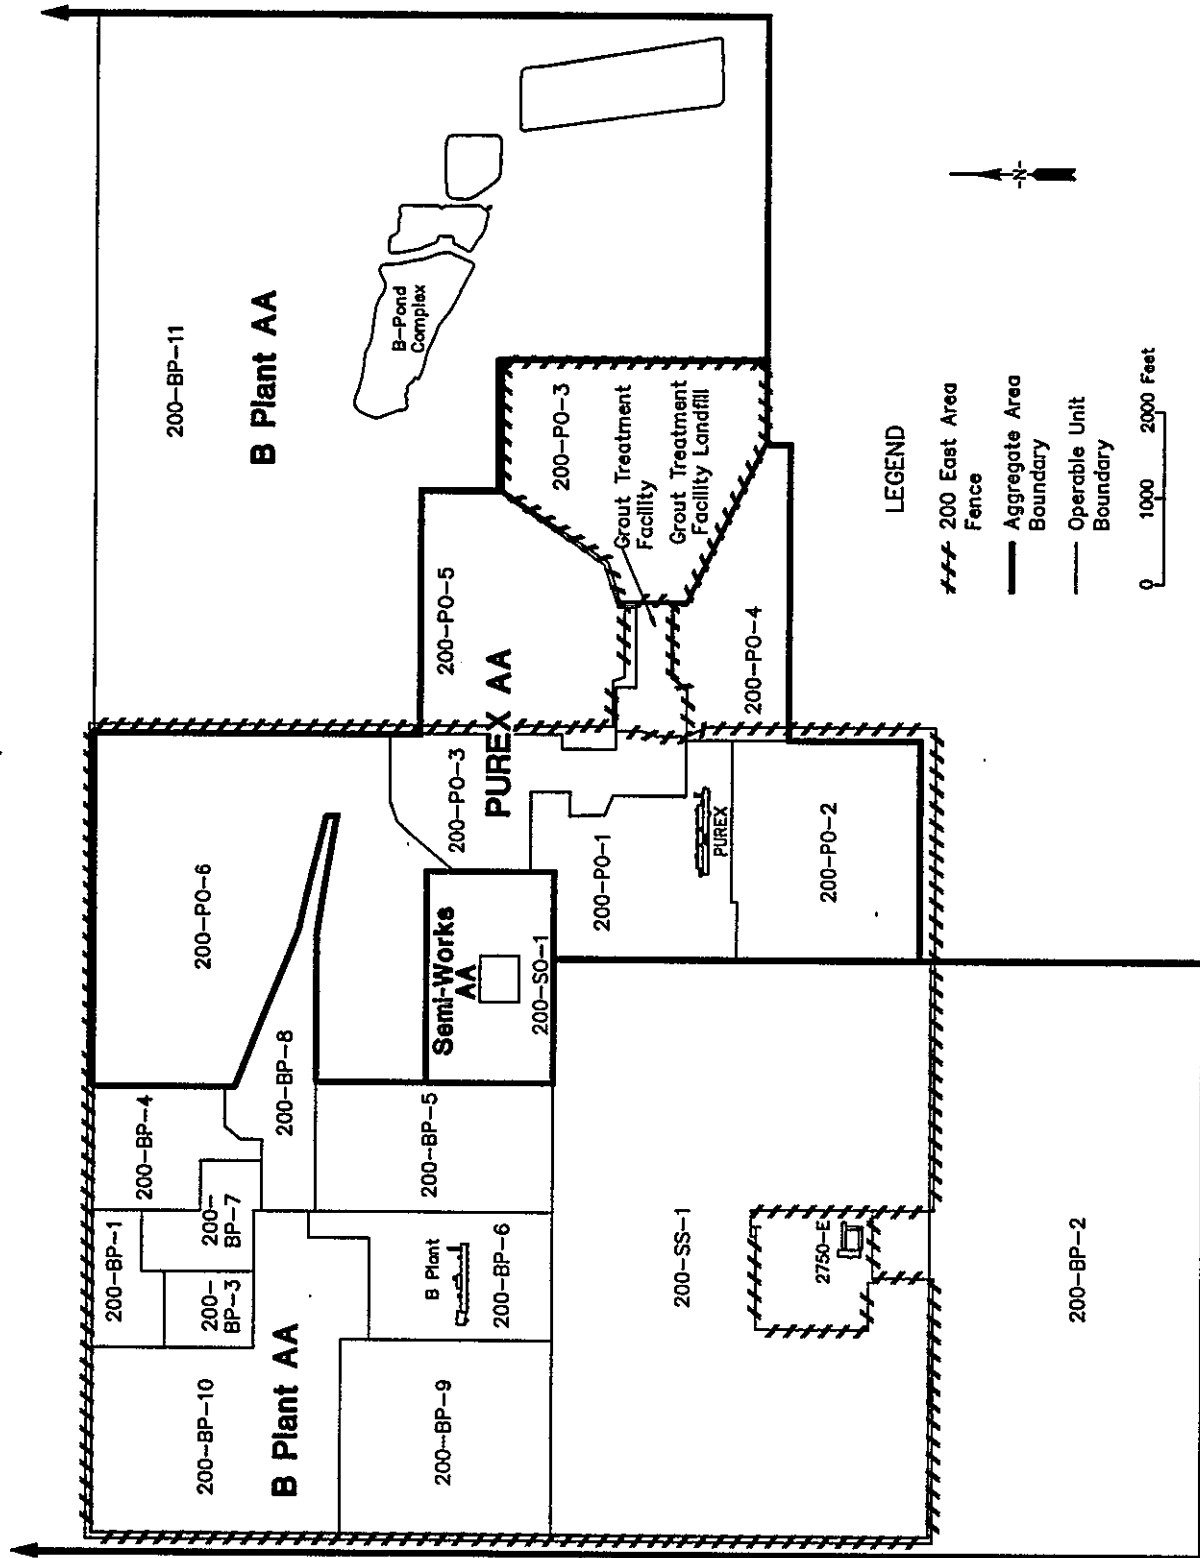 200-BP-11
B Plant AA
B-Pond
Complex
200-PO-3
Grout Treatment
Facility
Grout Treatment
Facility Landfill
200-PO-5
PUREX AA
200-PO-4
200-PO-6
200-PO-3
200-PO-1
PUREX
200-PO-2
Semi-Works
AA
200-SO-1
200-BP-8
200-BP-4
200-BP-5
200-BP-1
200-
BP-7
200-
BP-3
B Plant
200-BP-6
200-BP-10
B Plant AA
200-BP-9
200-SS-1
2750-E
200-BP-2
-N-
LEGEND
200 East Area
Fence
Aggregate Area
Boundary
Operable Unit
Boundary
0 1000 2000 Feet